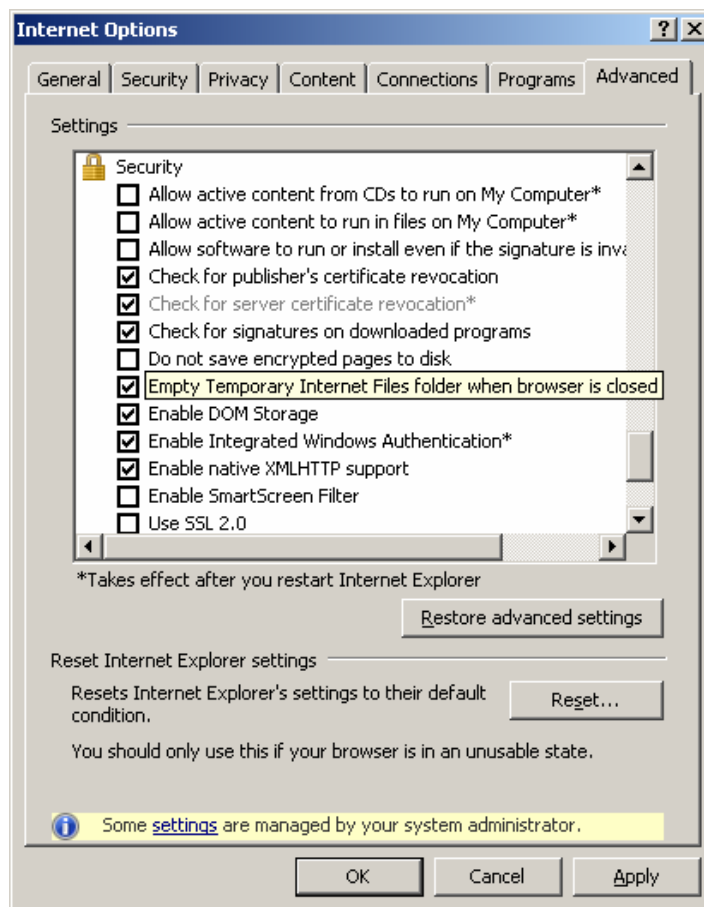 Internet Options
General Security Privacy Content Connections Programs Advanced
Settings
Security
Allow active content from CDs to run on My Computer*
Allow active content to run in files on My Computer*
Allow software to run or install even if the signature is
Check for publisher's certificate revocation
Check for server certificate revocation*
Check for signatures on downloaded programs
Do not save encrypted pages to disk
Empty Temporary Internet Files folder when browser is closed
Enable DOM Storage
Enable Integrated Windows Authentication*
Enable native XMLHTTP support
Enable SmartScreen Filter
Use SSL 2.0
*Takes effect after you restart Internet Explorer
Restore advanced settings
Reset Internet Explorer settings
Resets Internet Explorer's settings to their default
condition.
Reset...
You should only use this if your browser is in an unusable state.
Some settings are managed by your system administrator.
OK Cancel Apply